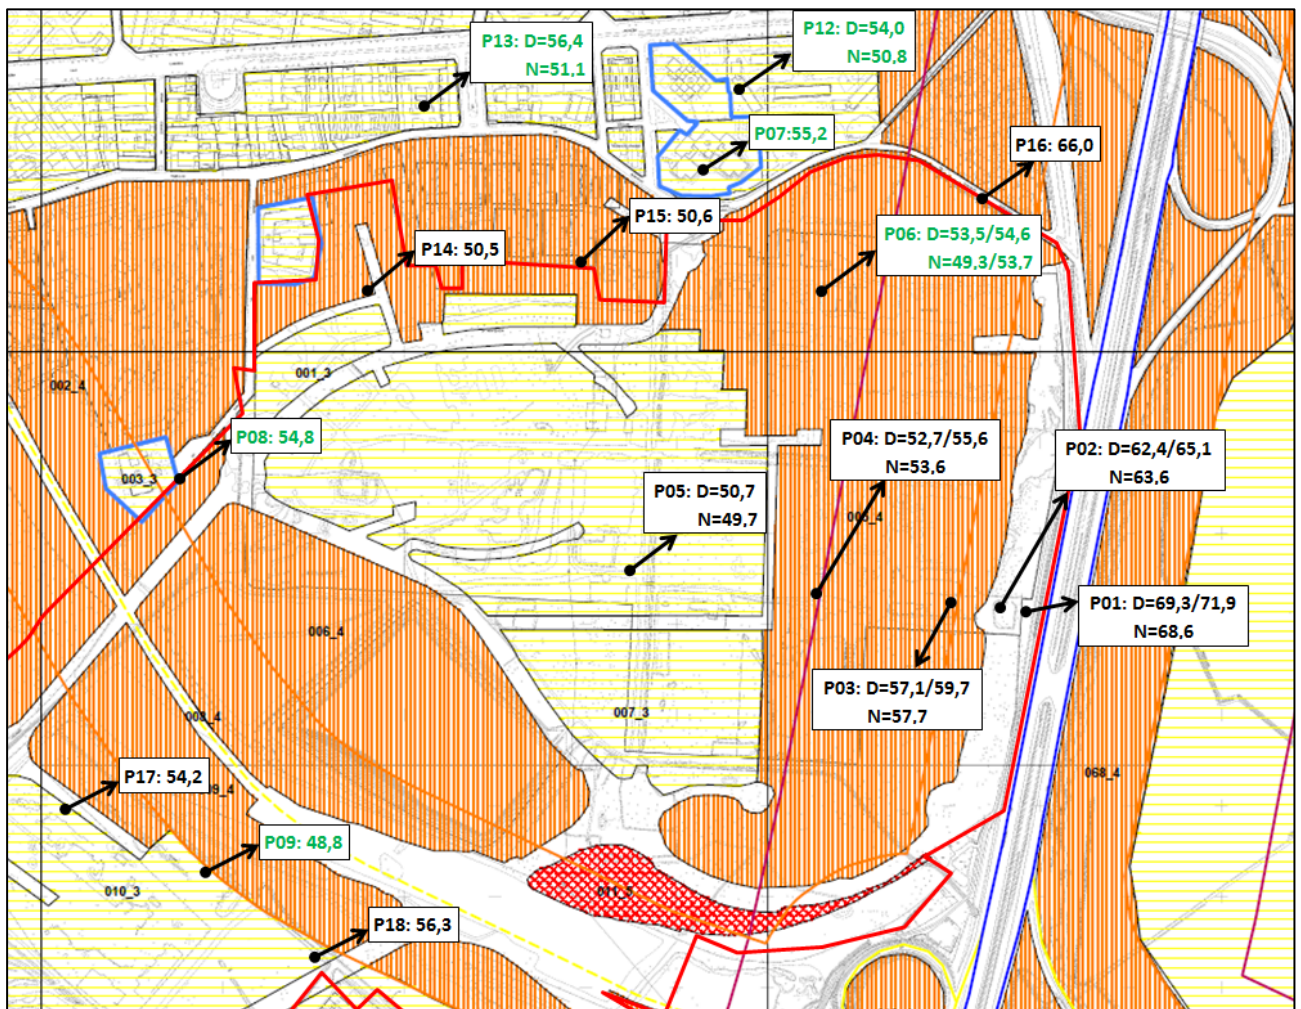 P13: D=56,4
N=51,1
P12: D=54,0
N=50,8
P07:55,2
P16: 66,0
P15: 50,6
P14: 50,5
P06: D=53,5/54,6
N=49,3/53,7
002_4
001_3
P08: 54,8
003_3
P04: D=52,7/55,6
N=53,6
P02: D=62,4/65,1
N=63,6
P05: D=50,7
N=49,7
P01: D=69,3/71,9
N=68,6
006_4
P03: D=57,1/59,7
N=57,7
007_3
008_4
068_4
P17: 54,2
P09: 48,8
010_3
P18: 56,3